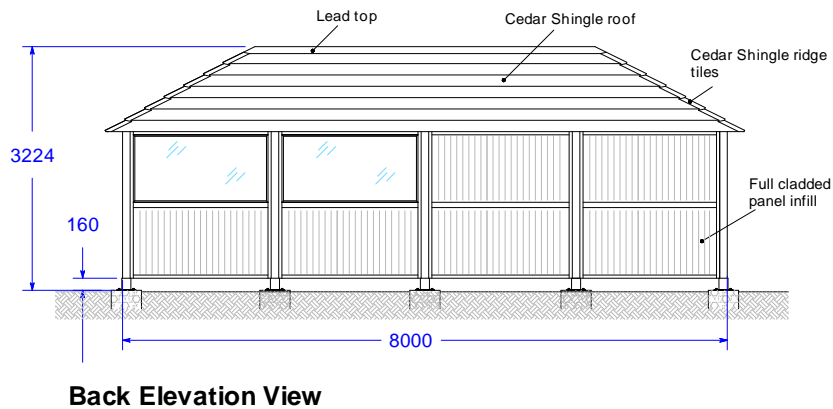 Lead top
Cedar Shingle roof
Cedar Shingle ridge
tiles
3224
160
Full cladded
panel infill
8000
Back Elevation View